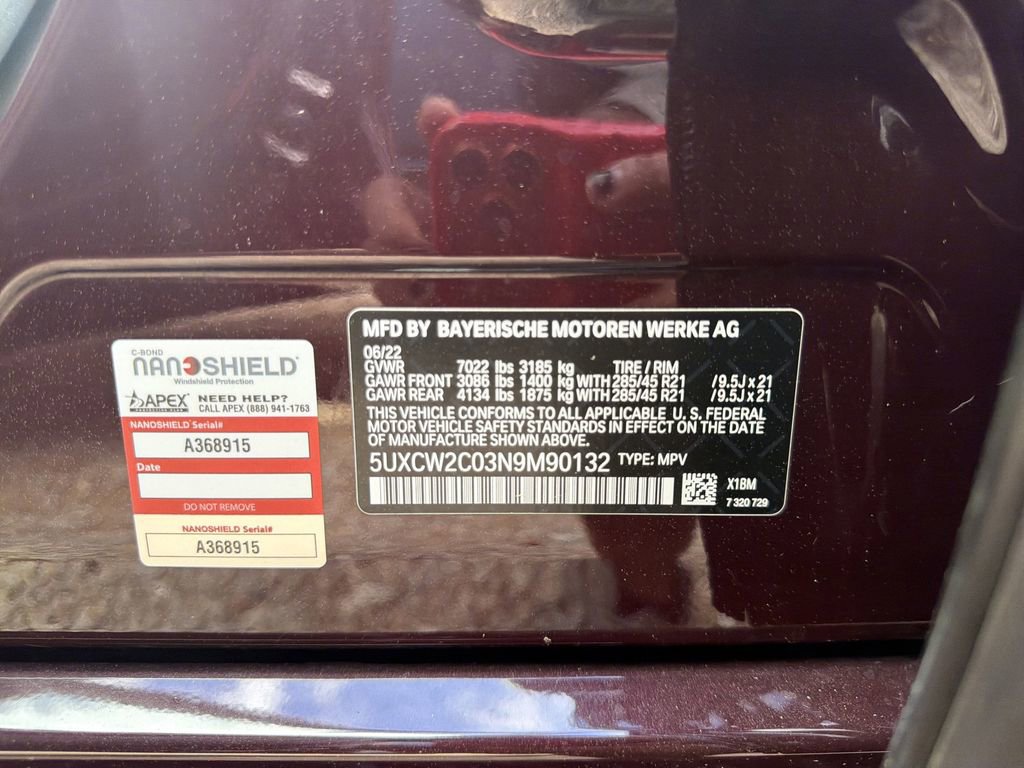 C-BOND
NANOSHIELD
Windshield Protection
APEX
NEED HELP?
CALL APEX (888) 941-1763
NANOSHIELD Serial#
A368915
Date
DO NOT REMOVE
NANOSHIELD Serial#
A368915
MFD BY BAYERISCHE MOTOREN WERKE AG
06/22
GVWR 7022 lbs 3185 kg TIRE / RIM
GAWR FRONT 3086 lbs 1400 kg WITH 285/45 R21 / 9.5J x 21
GAWR REAR 4134 lbs 1875 kg WITH 285/45 R21 / 9.5J x 21
THIS VEHICLE CONFORMS TO ALL APPLICABLE U. S. FEDERAL
MOTOR VEHICLE SAFETY STANDARDS IN EFFECT ON THE DATE
OF MANUFACTURE SHOWN ABOVE.
5UXCW2C03N9M90132 TYPE: MPV
X18M
7 320 729